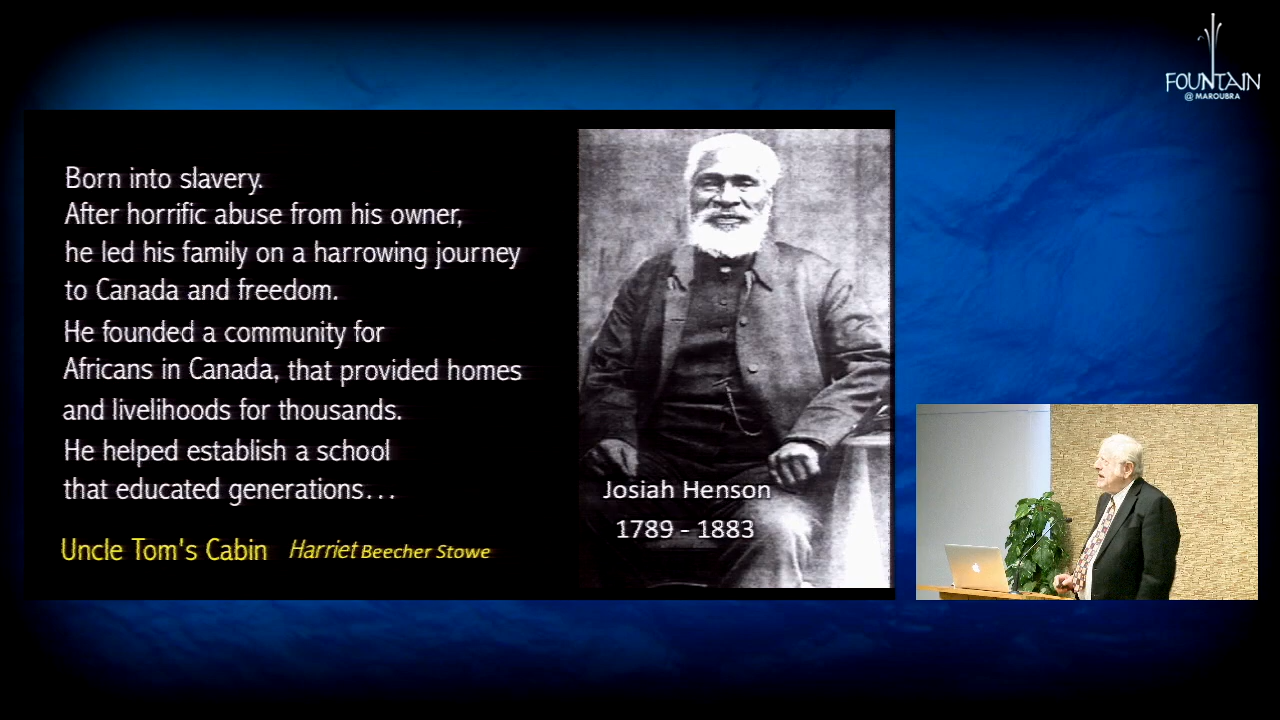 FOUNTAIN
@ MAROUBRA
Born into slavery.
After horrific abuse from his owner,
he led his family on a harrowing journey
to Canada and freedom.
He founded a community for
Africans in Canada, that provided homes
and livelihoods for thousands.
He helped establish a school
that educated generations...
Uncle Tom's Cabin Harriet Beecher Stowe
Josiah Henson
1789 - 1883